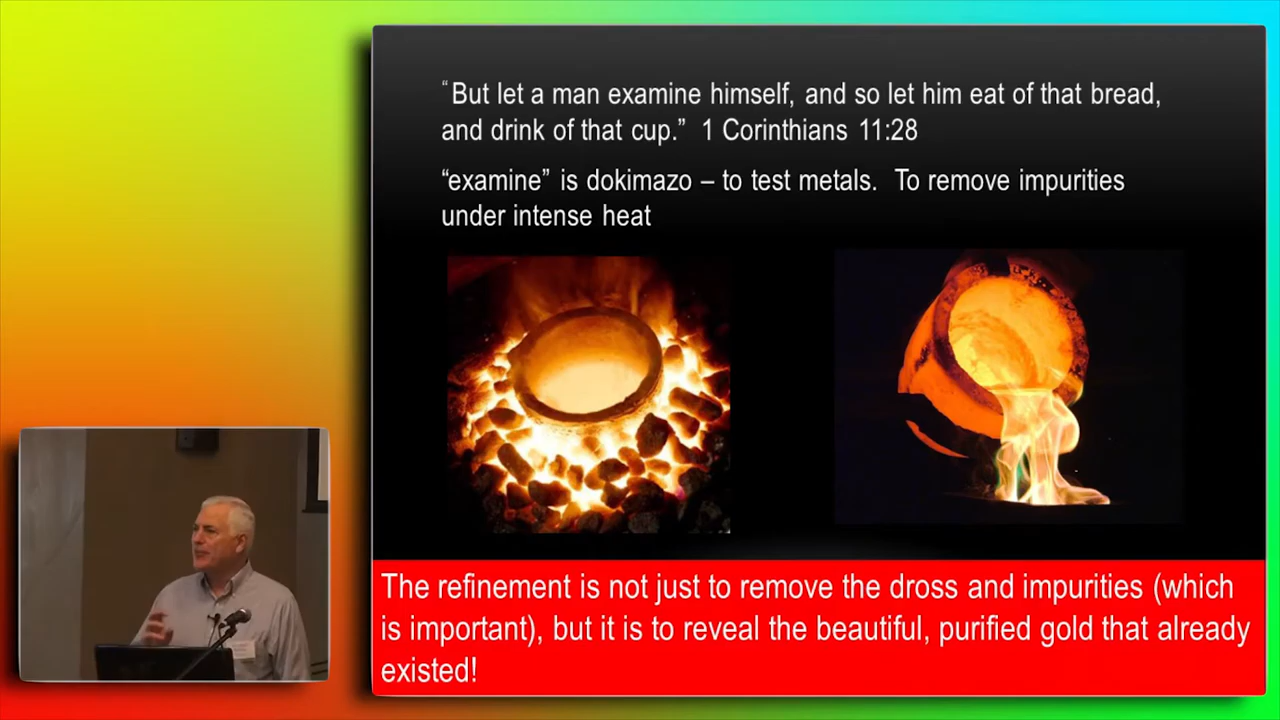 “But let a man examine himself, and so let him eat of that bread,
and drink of that cup.” 1 Corinthians 11:28
“examine” is dokimazo – to test metals. To remove impurities
under intense heat
The refinement is not just to remove the dross and impurities (which
is important), but it is to reveal the beautiful, purified gold that already
existed!